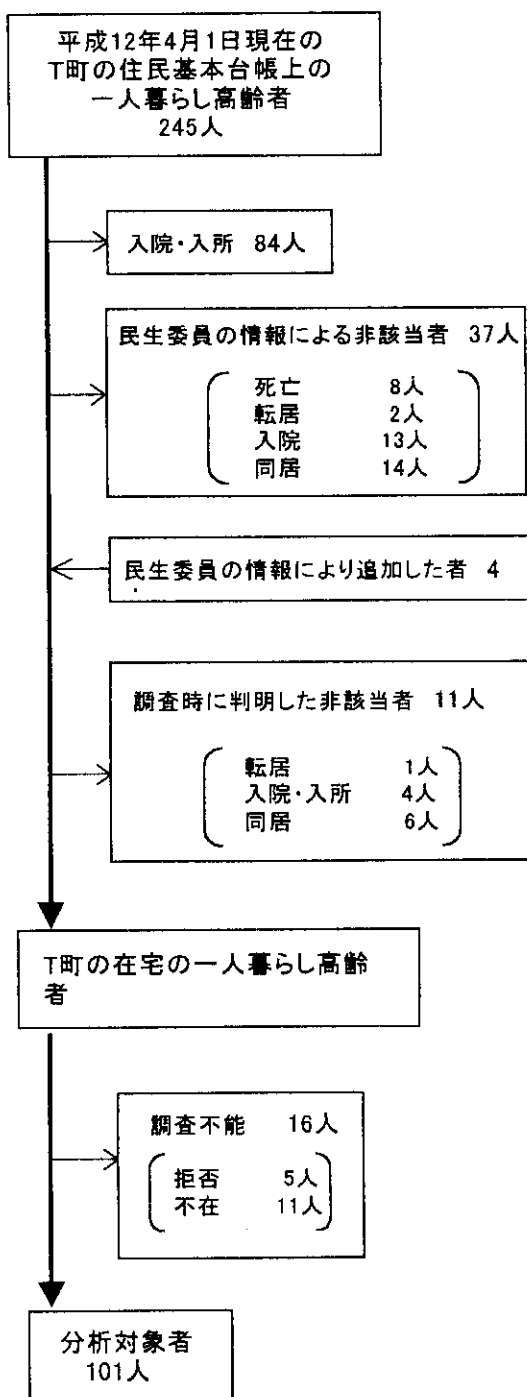 平成12年4月1日現在の
T町の住民基本台帳上の
一人暮らし高齢者
245人
入院・入所 84人
民生委員の情報による非該当者 37人
死亡 8人
転居 2人
入院 13人
同居 14人
民生委員の情報により追加した者 4
調査時に判明した非該当者 11人
転居 1人
入院・入所 4人
同居 6人
T町の在宅の一人暮らし高齢
者
調査不能 16人
拒否 5人
不在 11人
分析対象者
101人